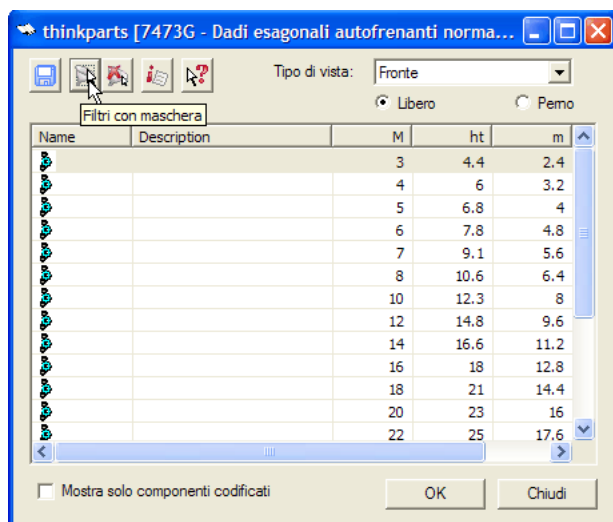 thinkparts [7473G - Dadi esagonali autofrenanti norma...
Tipo di vista: Fronte
Libero Perno
Filtri con maschera
Name Description M ht m
3 4.4 2.4
4 6 3.2
5 6.8 4
6 7.8 4.8
7 9.1 5.6
8 10.6 6.4
10 12.3 8
12 14.8 9.6
14 16.6 11.2
16 18 12.8
18 21 14.4
20 23 16
22 25 17.6
Mostra solo componenti codificati OK Chiudi